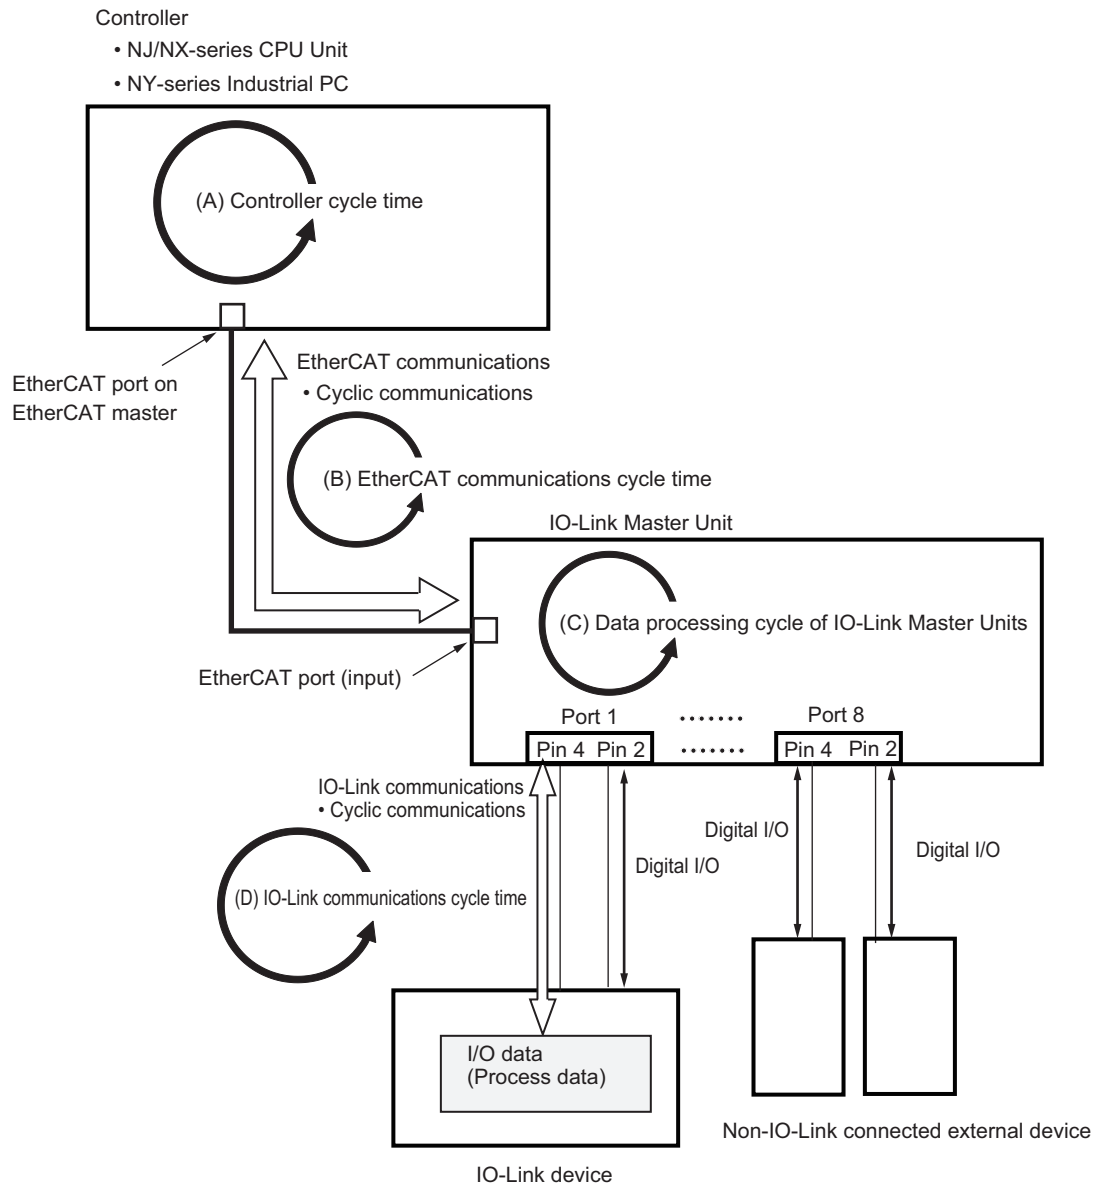 Controller
• NJ/NX-series CPU Unit
• NY-series Industrial PC
(A) Controller cycle time
EtherCAT port on
EtherCAT master
EtherCAT communications
• Cyclic communications
(B) EtherCAT communications cycle time
IO-Link Master Unit
(C) Data processing cycle of IO-Link Master Units
EtherCAT port (input)
Port 1 ······· Port 8
Pin 4 Pin 2 ······· Pin 4 Pin 2
IO-Link communications
• Cyclic communications
Digital I/O
Digital I/O
Digital I/O
(D) IO-Link communications cycle time
I/O data
(Process data)
Non-IO-Link connected external device
IO-Link device